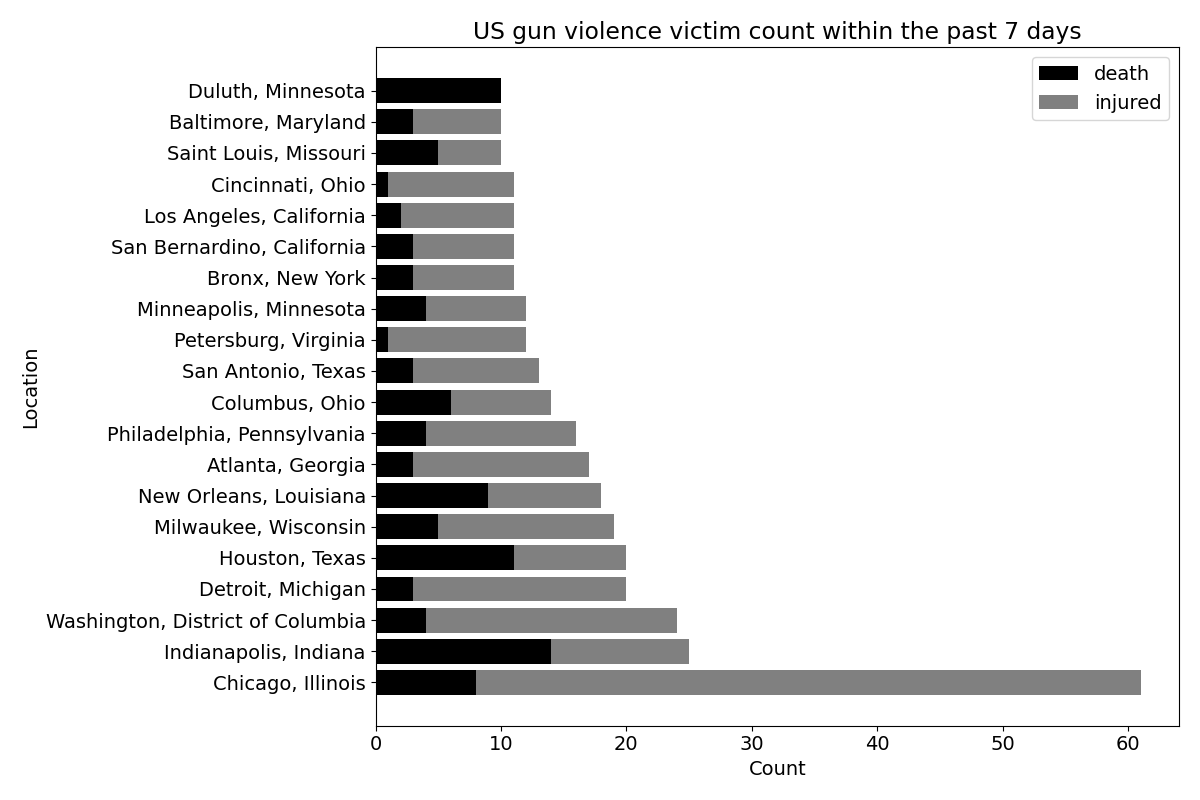 US gun violence victim count within the past 7 days
death
injured
Duluth, Minnesota
Baltimore, Maryland
Saint Louis, Missouri
Cincinnati, Ohio
Los Angeles, California
San Bernardino, California
Bronx, New York
Minneapolis, Minnesota
Petersburg, Virginia
San Antonio, Texas
Columbus, Ohio
Philadelphia, Pennsylvania
Atlanta, Georgia
New Orleans, Louisiana
Milwaukee, Wisconsin
Houston, Texas
Detroit, Michigan
Washington, District of Columbia
Indianapolis, Indiana
Chicago, Illinois
Location
0 10 20 30 40 50 60
Count